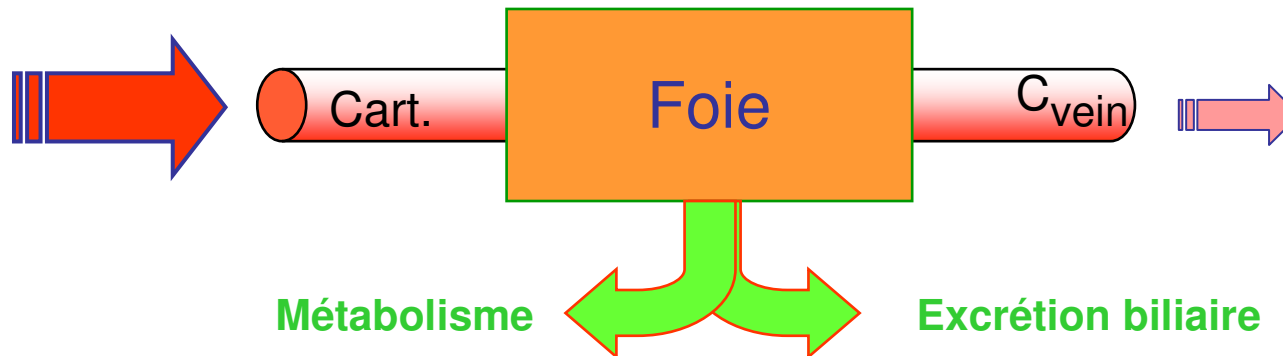 Cart.
Foie
Cvein
Métabolisme
Excrétion biliaire